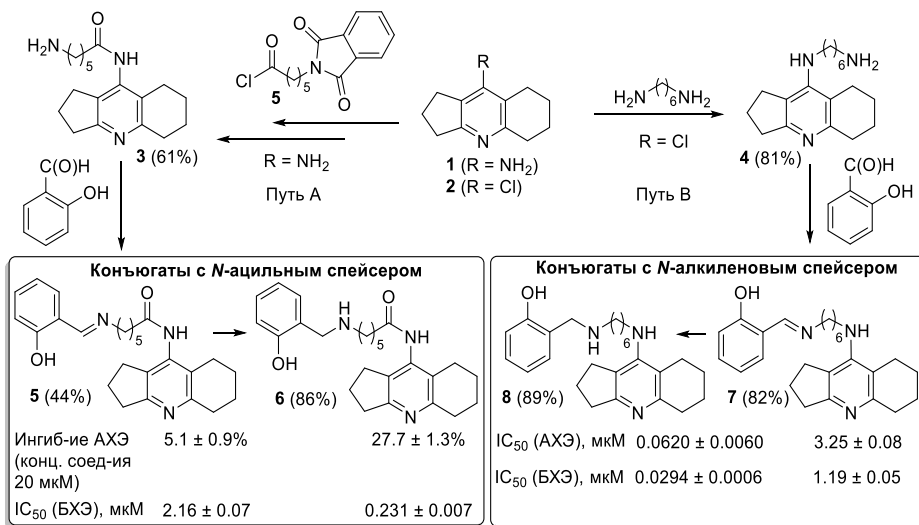 O
H₂N
5
NH
N
3 (61%)
C(O)H
OH
O
Cl
5
5
N
O
O
R = NH₂
Путь A
R
N
1 (R = NH₂)
2 (R = Cl)
NH₂
6
NH₂
R = Cl
Путь B
HN
6
NH₂
N
4 (81%)
C(O)H
OH
Конъюгаты с N-ацильным спейсером
N
5
O
NH
OH
N
5 (44%)
H
N
5
O
NH
OH
N
6 (86%)
Ингиб-ие АХЭ 5.1 ± 0.9% 27.7 ± 1.3%
(конц. соед-ия
20 мкМ)
IC₅₀ (БХЭ), мкМ 2.16 ± 0.07 0.231 ± 0.007
Конъюгаты с N-алкиленовым спейсером
OH
N
H
6
HN
N
8 (89%)
OH
N
6
HN
N
7 (82%)
IC₅₀ (АХЭ), мкМ 0.0620 ± 0.0060 3.25 ± 0.08
IC₅₀ (БХЭ), мкМ 0.0294 ± 0.0006 1.19 ± 0.05